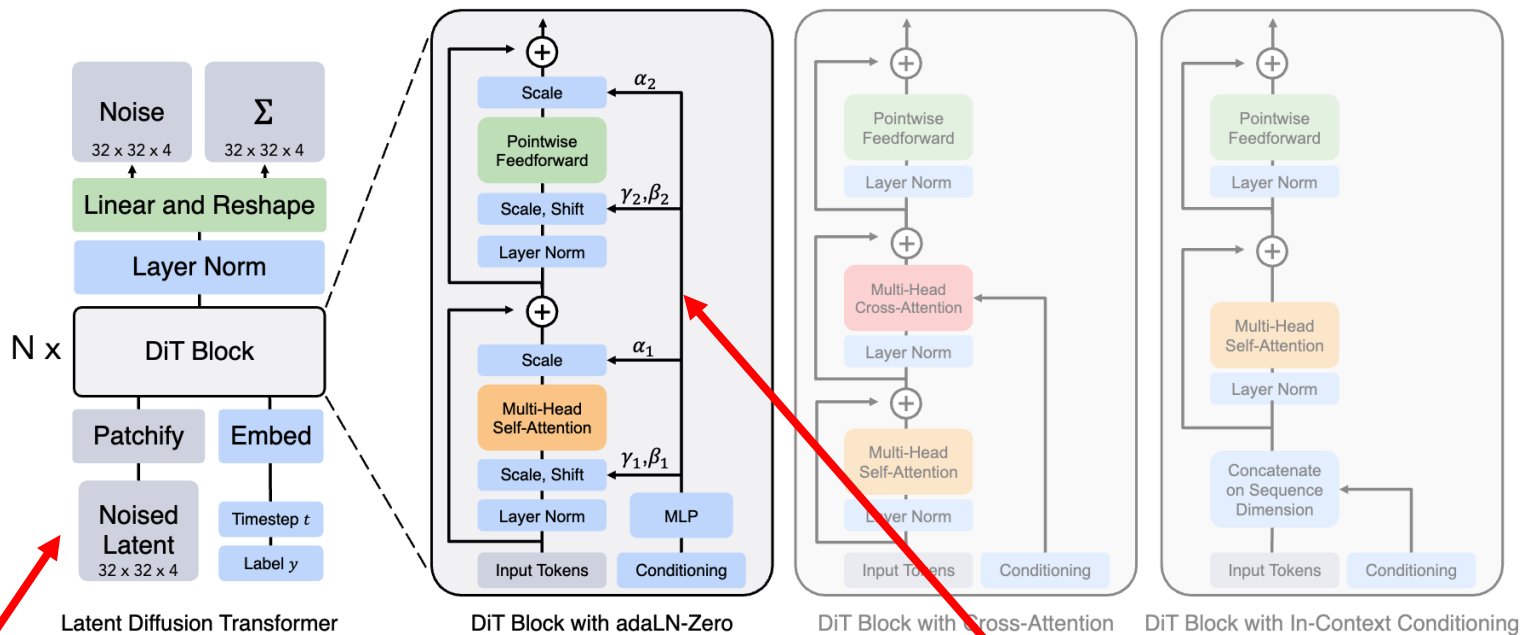 Noise
32 x 32 x 4
Σ
32 x 32 x 4
Linear and Reshape
Layer Norm
N x
DiT Block
Patchify
Embed
Noised
Latent
32 x 32 x 4
Timestep t
Label y
Latent Diffusion Transformer
+
Scale
α₂
Pointwise
Feedforward
Scale, Shift
γ₂,β₂
Layer Norm
+
Scale
α₁
Multi-Head
Self-Attention
Scale, Shift
γ₁,β₁
Layer Norm
MLP
Input Tokens
Conditioning
DiT Block with adaLN-Zero
+
Pointwise
Feedforward
Layer Norm
+
Multi-Head
Cross-Attention
Layer Norm
+
Multi-Head
Self-Attention
Layer Norm
Input Tokens
Conditioning
DiT Block with Cross-Attention
+
Pointwise
Feedforward
Layer Norm
+
Multi-Head
Self-Attention
Layer Norm
Concatenate
on Sequence
Dimension
Input Tokens
Conditioning
DiT Block with In-Context Conditioning